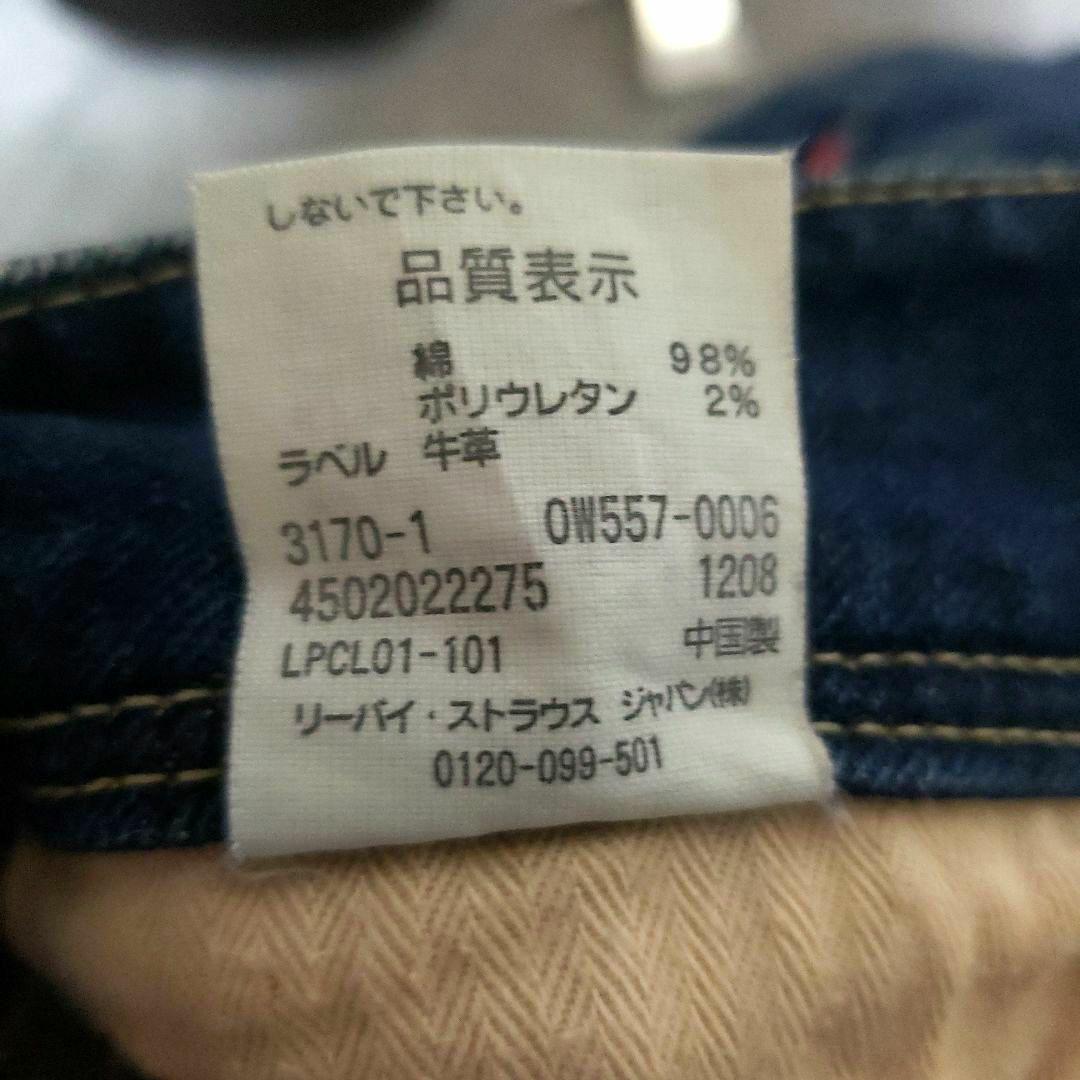 しないで下さい。
品質表示
綿 98%
ポリウレタン 2%
ラベル 牛革
3170-1 OW557-0006
4502022275 1208
LPCL01-101 中国製
リーバイ・ストラウス ジャパン(株)
0120-099-501